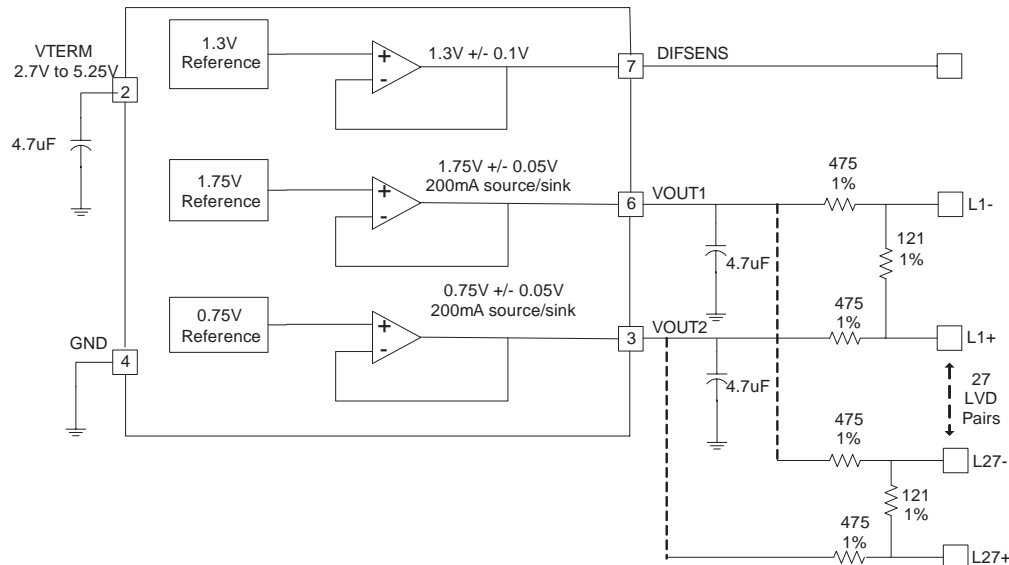 VTERM
2.7V to 5.25V
2
4.7uF
GND
4
1.3V
Reference
+
-
1.3V +/- 0.1V
7
DIFSENS
1.75V
Reference
+
-
1.75V +/- 0.05V
200mA source/sink
6
VOUT1
4.7uF
475
1%
L1-
121
1%
0.75V
Reference
+
-
0.75V +/- 0.05V
200mA source/sink
3
VOUT2
4.7uF
475
1%
L1+
27
LVD
Pairs
475
1%
L27-
121
1%
475
1%
L27+